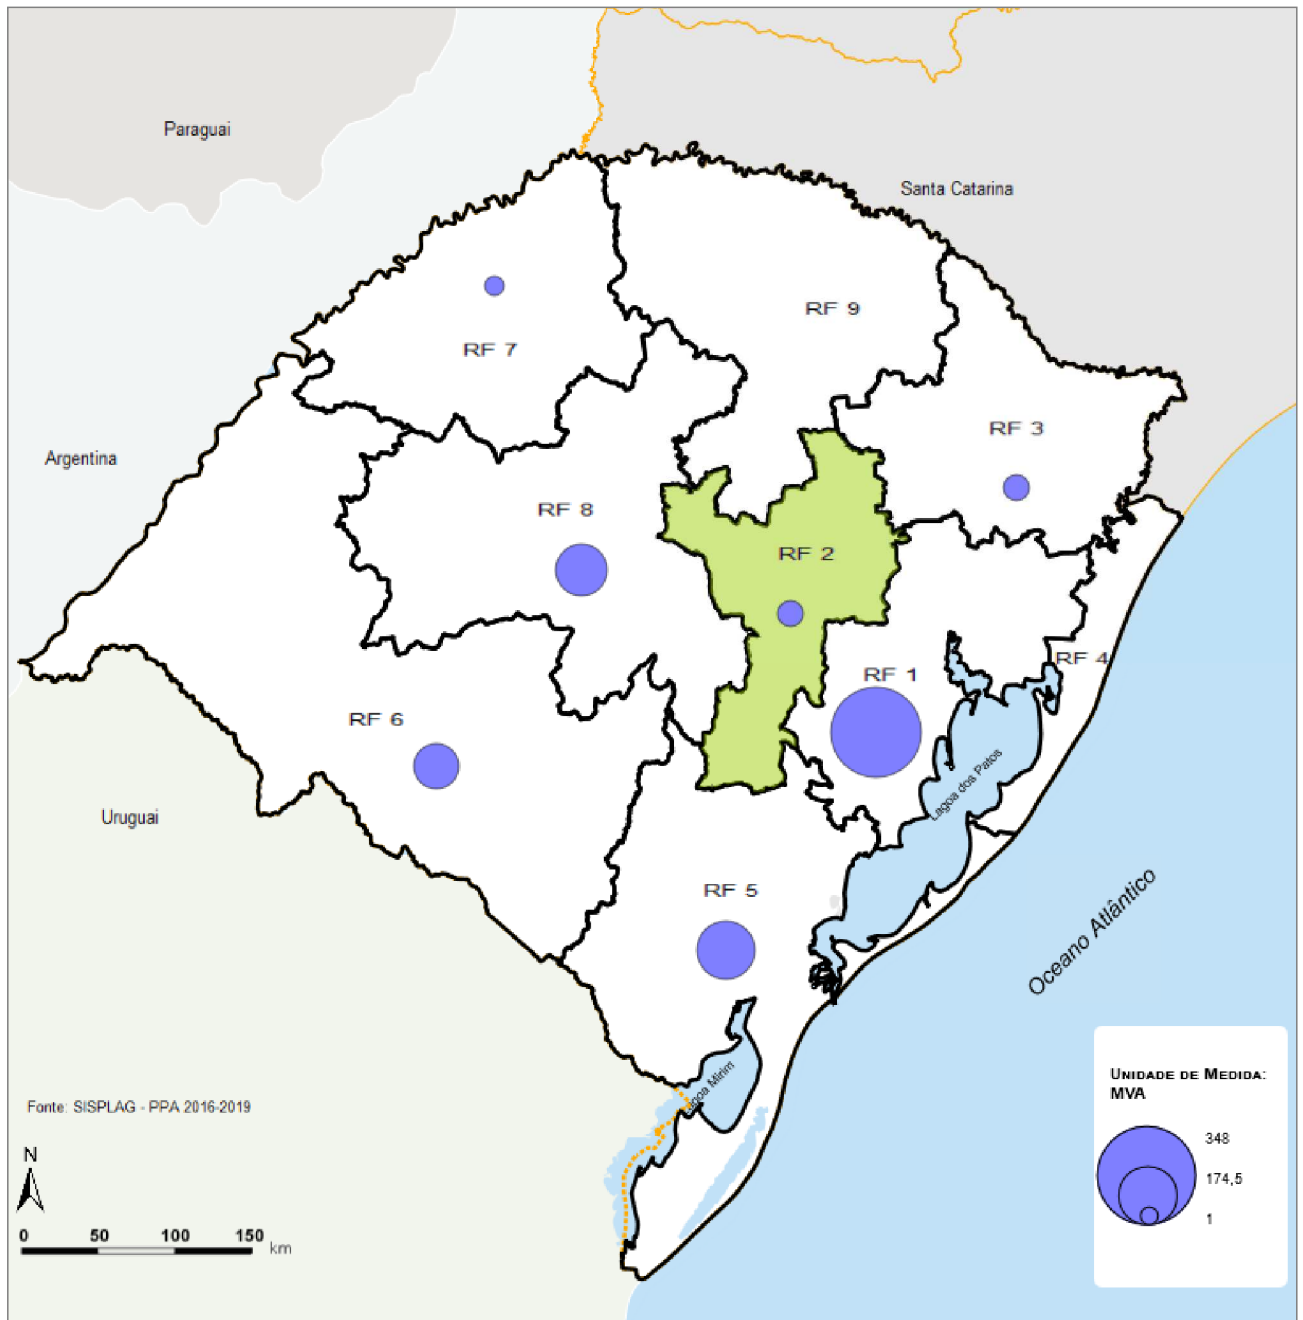 Paraguai
Santa Catarina
RF 9
RF 7
RF 3
Argentina
RF 8
RF 2
RF 4
RF 1
RF 6
Lagoa dos Patos
Uruguai
RF 5
Oceano Atlântico
Lagoa Mirim
UNIDADE DE MEDIDA:
MVA
348
174,5
1
Fonte: SISPLAG - PPA 2016-2019
N
0 50 100 150
km